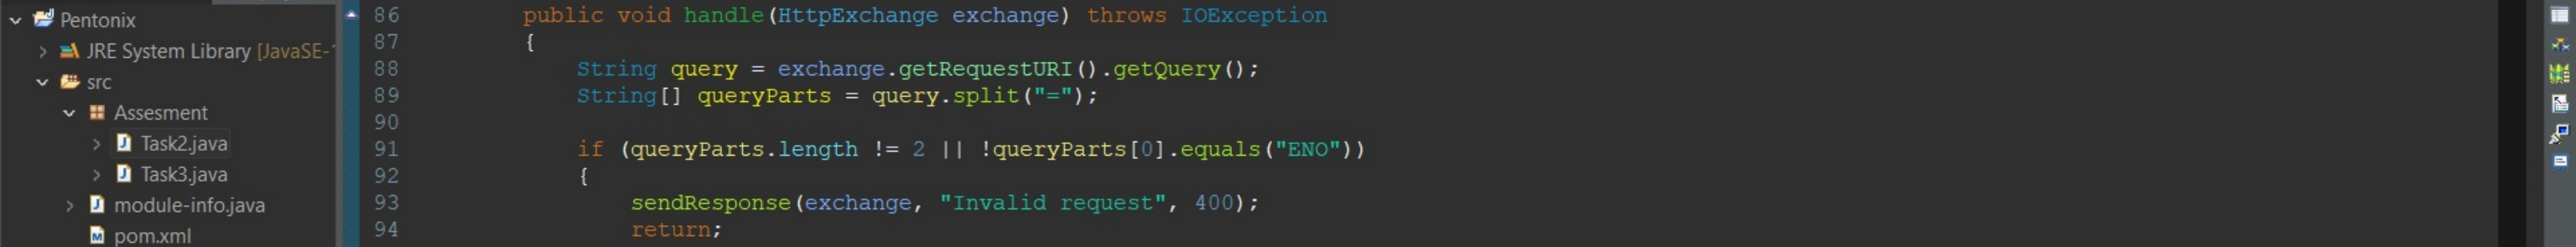 Pentonix
JRE System Library [JavaSE-1
src
Assesment
Task2.java
Task3.java
module-info.java
pom.xml
86 public void handle(HttpExchange exchange) throws IOException
87 {
88 String query = exchange.getRequestURI().getQuery();
89 String[] queryParts = query.split("=");
90
91 if (queryParts.length != 2 || !queryParts[0].equals("ENO"))
92 {
93 sendResponse(exchange, "Invalid request", 400);
94 return;